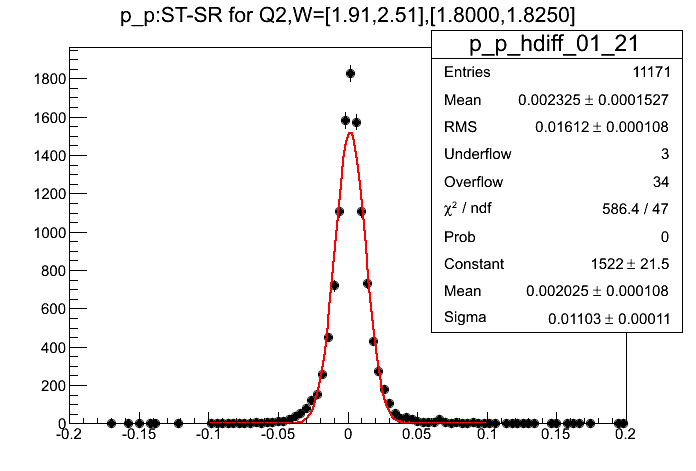 p_p:ST-SR for Q2,W=[1.91,2.51],[1.8000,1.8250]
p_p_hdiff_01_21
Entries 11171
Mean 0.002325 ± 0.0001527
RMS 0.01612 ± 0.000108
Underflow 3
Overflow 34
χ² / ndf 586.4 / 47
Prob 0
Constant 1522 ± 21.5
Mean 0.002025 ± 0.000108
Sigma 0.01103 ± 0.00011
1800
1600
1400
1200
1000
800
600
400
200
0
-0.2 -0.15 -0.1 -0.05 0 0.05 0.1 0.15 0.2